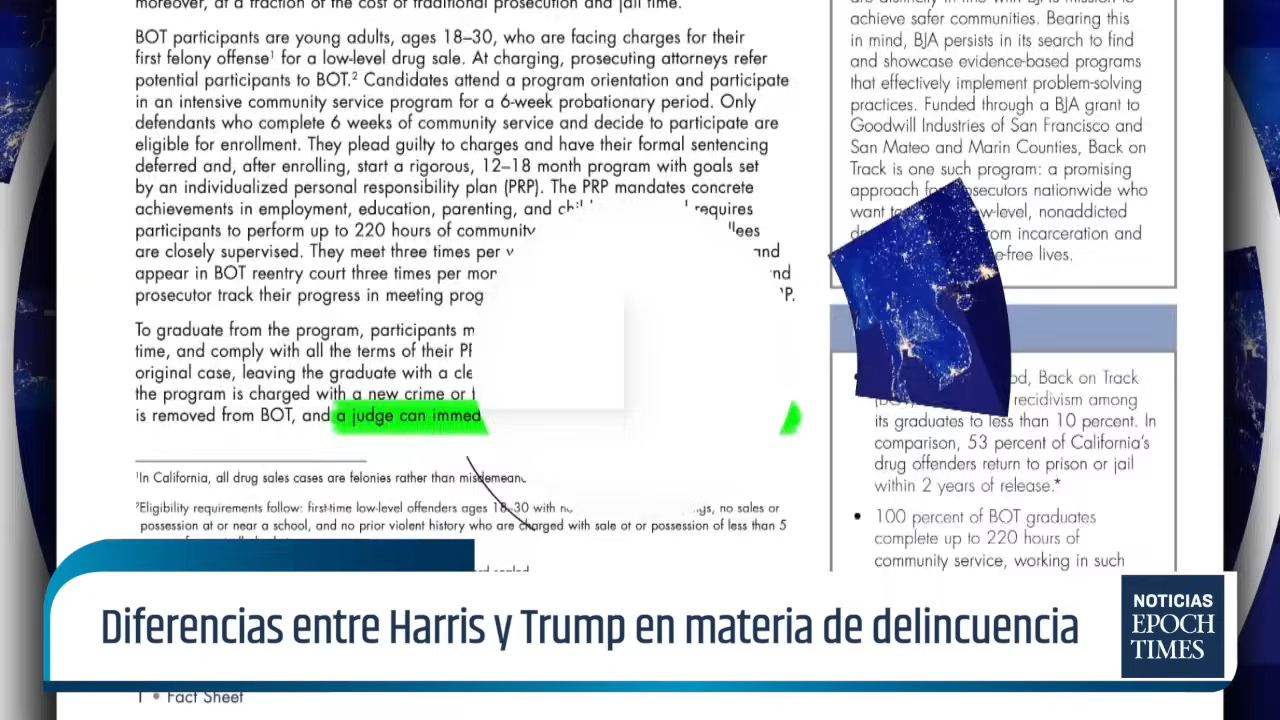 moreover, at a fraction of the cost of traditional prosecution and jail time.
BOT participants are young adults, ages 18–30, who are facing charges for their
first felony offense¹ for a low-level drug sale. At charging, prosecuting attorneys refer
potential participants to BOT.² Candidates attend a program orientation and participate
in an intensive community service program for a 6-week probationary period. Only
defendants who complete 6 weeks of community service and decide to participate are
eligible for enrollment. They plead guilty to charges and have their formal sentencing
deferred and, after enrolling, start a rigorous, 12–18 month program with goals set
by an individualized personal responsibility plan (PRP). The PRP mandates concrete
achievements in employment, education, parenting, and requires
participants to perform up to 220 hours of community
are closely supervised. They meet three times per and
appear in BOT reentry court three times per
prosecutor track their progress in meeting
To graduate from the program, participants
time, and comply with all the terms of their
original case, leaving the graduate with a
the program is charged with a new crime or
is removed from BOT, and a judge can immed
¹In California, all drug sales cases are felonies rather than
²Eligibility requirements follow: first-time low-level offenders ages 18–30 with no sales or
possession at or near a school, and no prior violent history who are charged with sale or or possession of less than 5
achieve safer communities. Bearing this
in mind, BJA persists in its search to find
and showcase evidence-based programs
that effectively implement problem-solving
practices. Funded through a BJA grant to
Goodwill Industries of San Francisco and
San Mateo and Marin Counties, Back on
Track is one such program: a promising
approach nationwide who
want w-level, nonaddicted
incarceration and
e-free lives.
Back on Track
recidivism among
its graduates to less than 10 percent. In
comparison, 53 percent of California's
drug offenders return to prison or jail
within 2 years of release.*
• 100 percent of BOT graduates
complete up to 220 hours of
community service, working in such
Diferencias entre Harris y Trump en materia de delincuencia
NOTICIAS
EPOCH
TIMES
1 • Fact Sheet